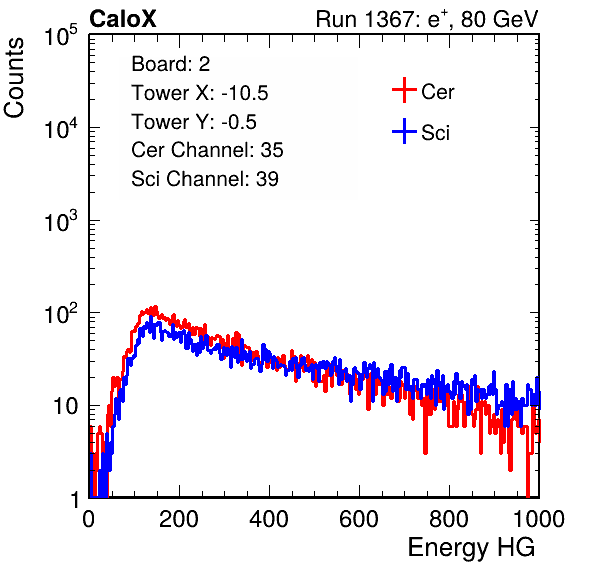 CaloX Run 1367: e⁺, 80 GeV
Counts
10⁵
10⁴
10³
10²
10
1
Board: 2
Tower X: -10.5
Tower Y: -0.5
Cer Channel: 35
Sci Channel: 39
Cer
Sci
0 200 400 600 800 1000
Energy HG